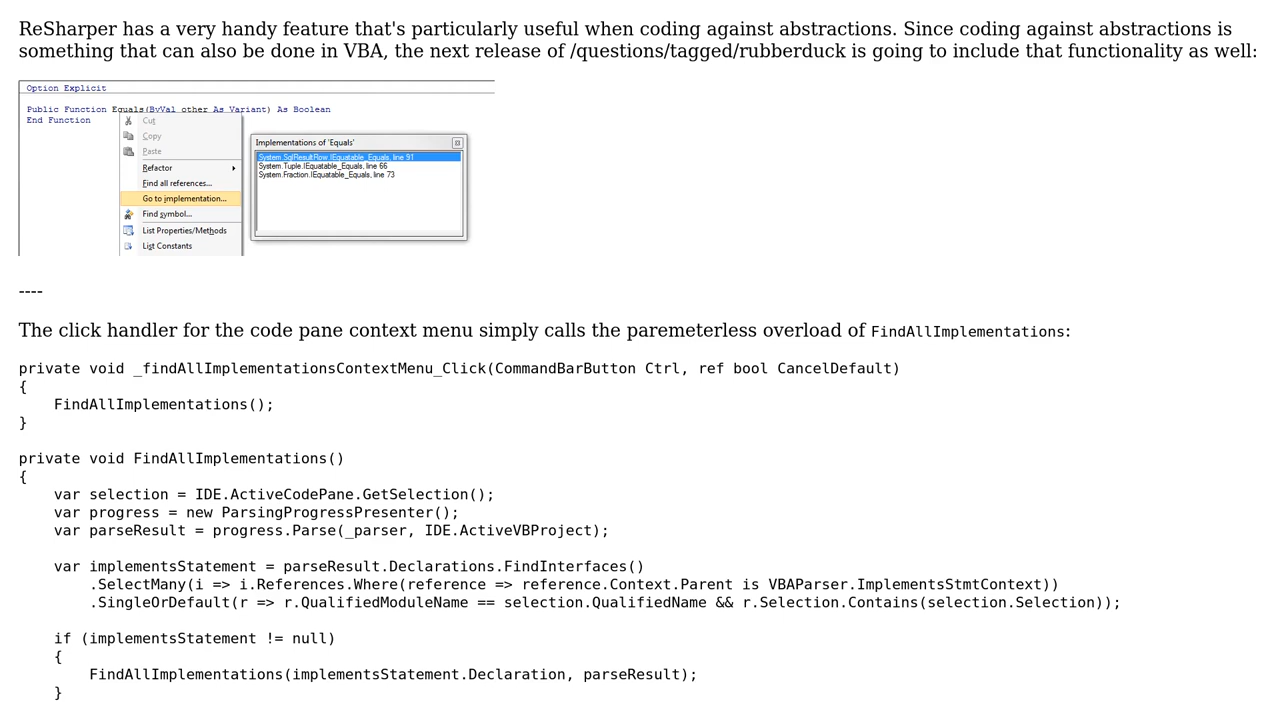 ReSharper has a very handy feature that's particularly useful when coding against abstractions. Since coding against abstractions is
something that can also be done in VBA, the next release of /questions/tagged/rubberduck is going to include that functionality as well:
Option Explicit
Public Function Equals(ByVal other As Variant) As Boolean
End Function
Cut
Copy
Paste
Refactor
Find all references...
Go to implementation...
Find symbol...
List Properties/Methods
List Constants
Implementations of 'Equals'
System.SqlResultRow.IEquatable_Equals, line 91
System.Tuple.IEquatable_Equals, line 66
System.Fraction.IEquatable_Equals, line 73
----
The click handler for the code pane context menu simply calls the paremeterless overload of FindAllImplementations:
private void _findAllImplementationsContextMenu_Click(CommandBarButton Ctrl, ref bool CancelDefault)
{
    FindAllImplementations();
}
private void FindAllImplementations()
{
    var selection = IDE.ActiveCodePane.GetSelection();
    var progress = new ParsingProgressPresenter();
    var parseResult = progress.Parse(_parser, IDE.ActiveVBProject);
    var implementsStatement = parseResult.Declarations.FindInterfaces()
        .SelectMany(i => i.References.Where(reference => reference.Context.Parent is VBAParser.ImplementsStmtContext))
        .SingleOrDefault(r => r.QualifiedModuleName == selection.QualifiedName && r.Selection.Contains(selection.Selection));
    if (implementsStatement != null)
    {
        FindAllImplementations(implementsStatement.Declaration, parseResult);
    }